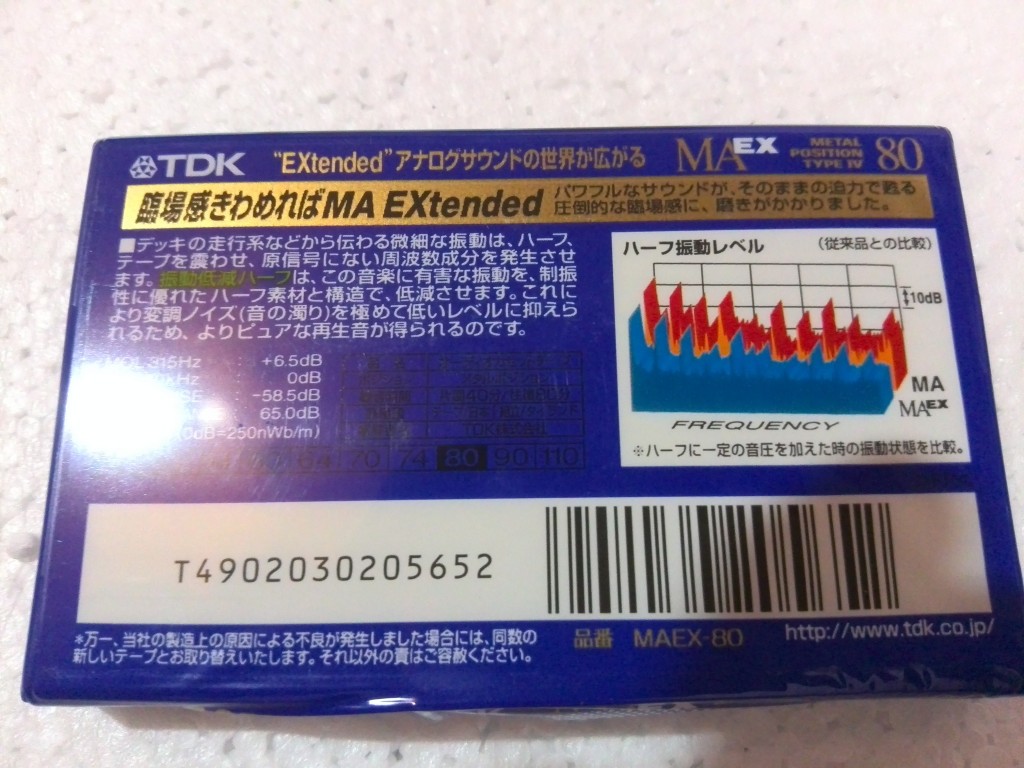 TDK "EXtended"アナログサウンドの世界が広がる MAEX METAL POSITION TYPE IV 80
臨場感きわめればMA EXtended
パワフルなサウンドが、そのままの迫力で甦る
圧倒的な臨場感に、磨きがかかりました。
■デッキの走行系などから伝わる微細な振動は、ハーフ、
テープを震わせ、原信号にない周波数成分を発生させ
ます。振動低減ハーフは、この音楽に有害な振動を、制振
性に優れたハーフ素材と構造で、低減させます。これに
より変調ノイズ(音の濁り)を極めて低いレベルに抑えら
れるため、よりピュアな再生音が得られるのです。
ハーフ振動レベル (従来品との比較)
10dB
MA
MAEX
FREQUENCY
※ハーフに一定の音圧を加えた時の振動状態を比較。
MOL 315Hz +6.5dB
0dB
-58.5dB
65.0dB
(0dB=250nWb/m)
64 70 74 80 90 110
T4902030205652
*万一、当社の製造上の原因による不良が発生しました場合には、同数の
新しいテープとお取り替えいたします。それ以外の責はご容赦ください。
品番 MAEX-80
http://www.tdk.co.jp/